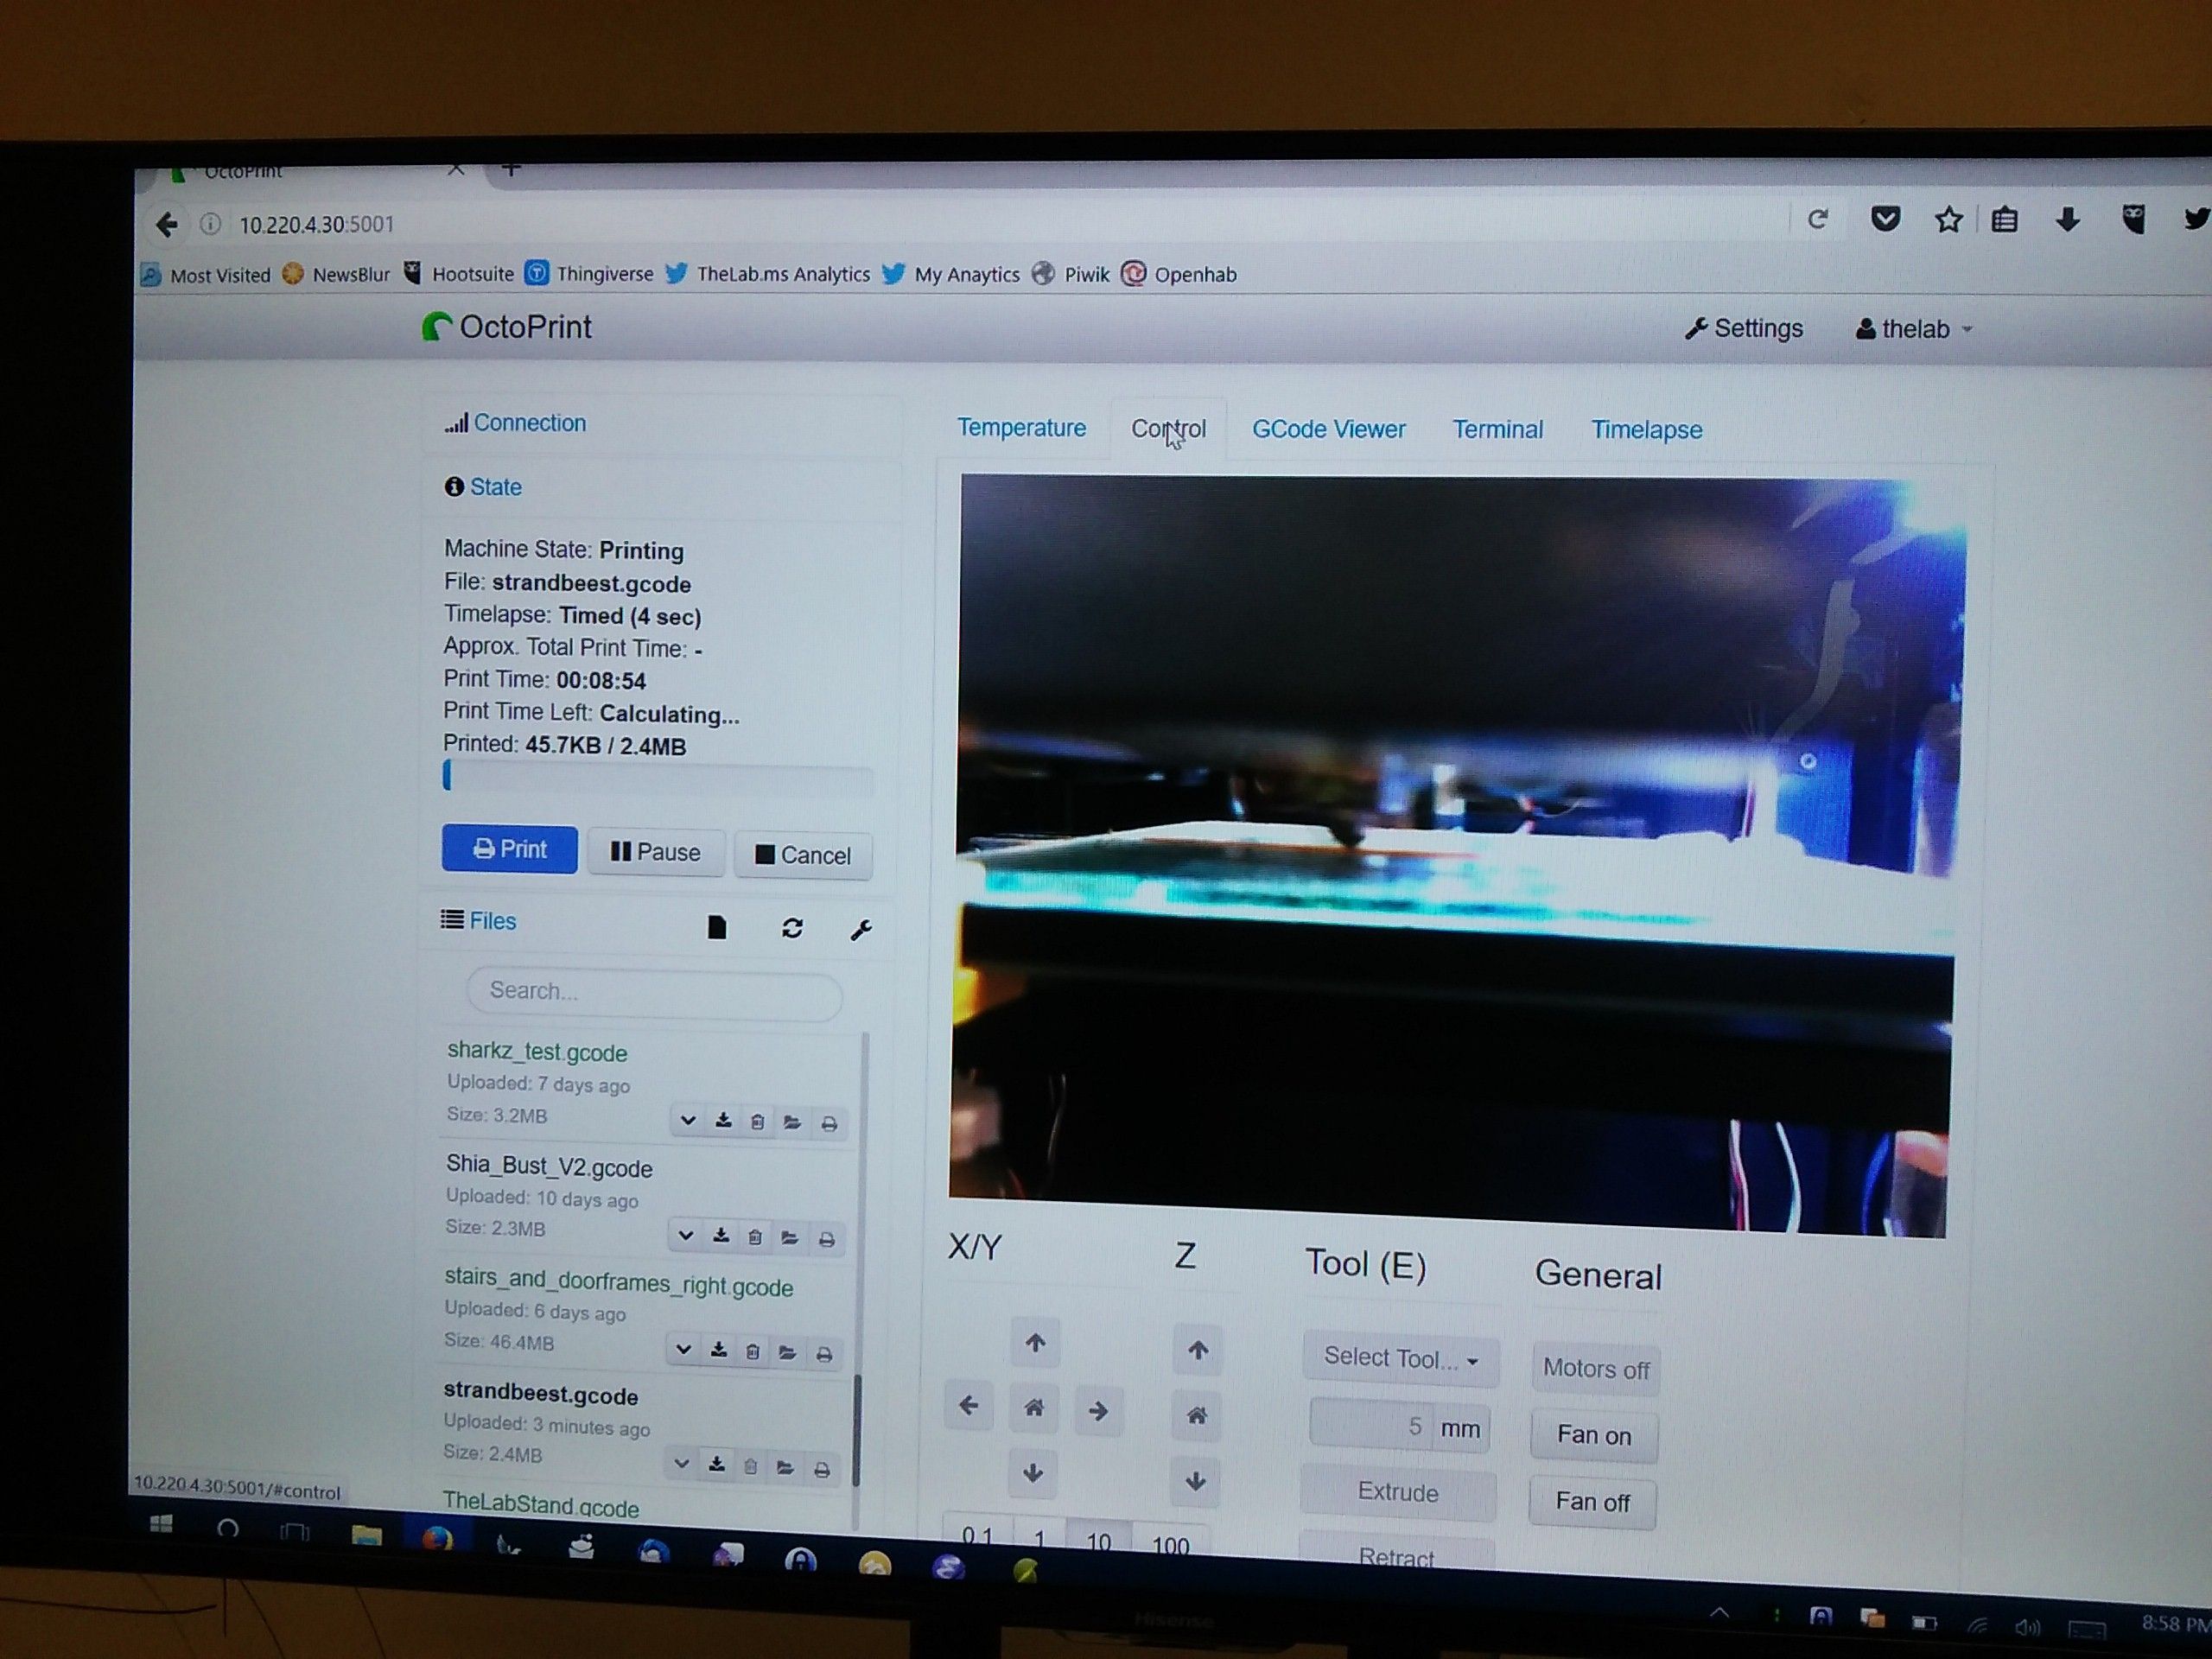 OctoPrint
10.220.4.30:5001
Most Visited NewsBlur Hootsuite Thingiverse TheLab.ms Analytics My Anaytics Piwik Openhab
OctoPrint
Settings thelab
Connection
State
Machine State: Printing
File: strandbeest.gcode
Timelapse: Timed (4 sec)
Approx. Total Print Time: -
Print Time: 00:08:54
Print Time Left: Calculating...
Printed: 45.7KB / 2.4MB
Print Pause Cancel
Files
Search...
sharkz_test.gcode
Uploaded: 7 days ago
Size: 3.2MB
Shia_Bust_V2.gcode
Uploaded: 10 days ago
Size: 2.3MB
stairs_and_doorframes_right.gcode
Uploaded: 6 days ago
Size: 46.4MB
strandbeest.gcode
Uploaded: 3 minutes ago
Size: 2.4MB
TheLabStand.gcode
Temperature Control GCode Viewer Terminal Timelapse
X/Y Z Tool (E) General
Select Tool... Motors off
5 mm Fan on
Extrude Fan off
Retract
0.1 1 10 100
10.220.4.30:5001/#control
8:58 PM
Hisense